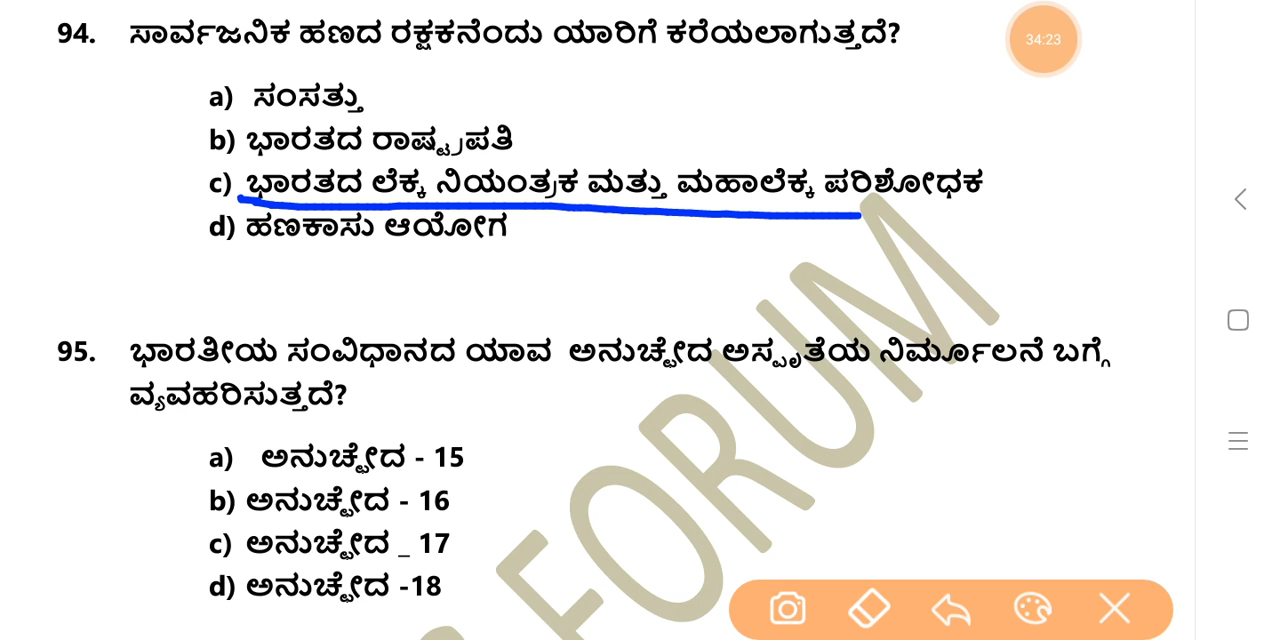 94. ಸಾರ್ವಜನಿಕ ಹಣದ ರಕ್ಷಕನೆಂದು ಯಾರಿಗೆ ಕರೆಯಲಾಗುತ್ತದೆ?
34:23
a) ಸಂಸತ್ತು
b) ಭಾರತದ ರಾಷ್ಟ್ರಪತಿ
c) ಭಾರತದ ಲೆಕ್ಕ ನಿಯಂತ್ರಕ ಮತ್ತು ಮಹಾಲೆಕ್ಕ ಪರಿಶೋಧಕ
d) ಹಣಕಾಸು ಆಯೋಗ
95. ಭಾರತೀಯ ಸಂವಿಧಾನದ ಯಾವ ಅನುಚ್ಛೇದ ಅಸ್ಪೃತೆಯ ನಿರ್ಮೂಲನೆ ಬಗ್ಗೆ
ವ್ಯವಹರಿಸುತ್ತದೆ?
a) ಅನುಚ್ಛೇದ - 15
b) ಅನುಚ್ಛೇದ - 16
c) ಅನುಚ್ಛೇದ _ 17
d) ಅನುಚ್ಛೇದ -18
FORUM